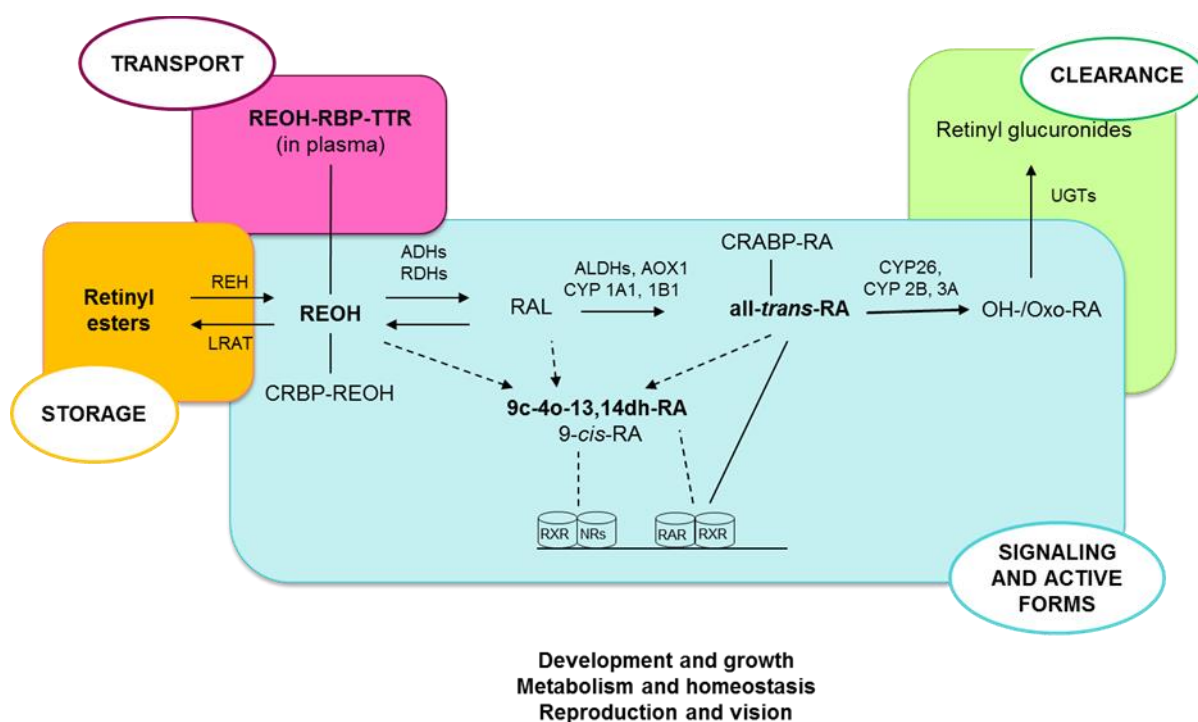 TRANSPORT
REOH-RBP-TTR
(in plasma)
CLEARANCE
Retinyl glucuronides
UGTs
Retinyl
esters
REH
LRAT
STORAGE
REOH
CRBP-REOH
ADHs
RDHs
RAL
ALDHs, AOX1
CYP 1A1, 1B1
CRABP-RA
all-trans-RA
CYP26,
CYP 2B, 3A
OH-/Oxo-RA
9c-4o-13,14dh-RA
9-cis-RA
RXR
NRs
RAR
RXR
SIGNALING
AND ACTIVE
FORMS
Development and growth
Metabolism and homeostasis
Reproduction and vision